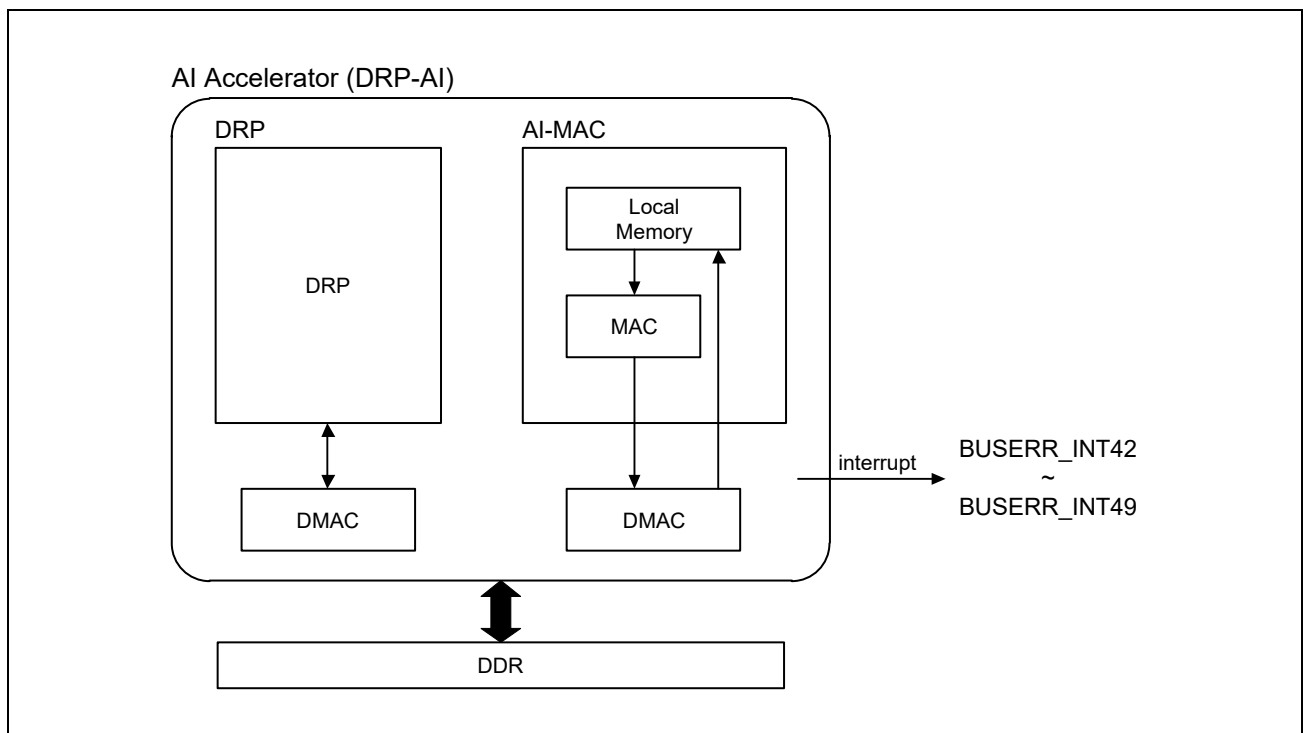 AI Accelerator (DRP-AI)
DRP
AI-MAC
Local
Memory
DRP
MAC
interrupt
BUSERR_INT42
~
BUSERR_INT49
DMAC
DMAC
DDR